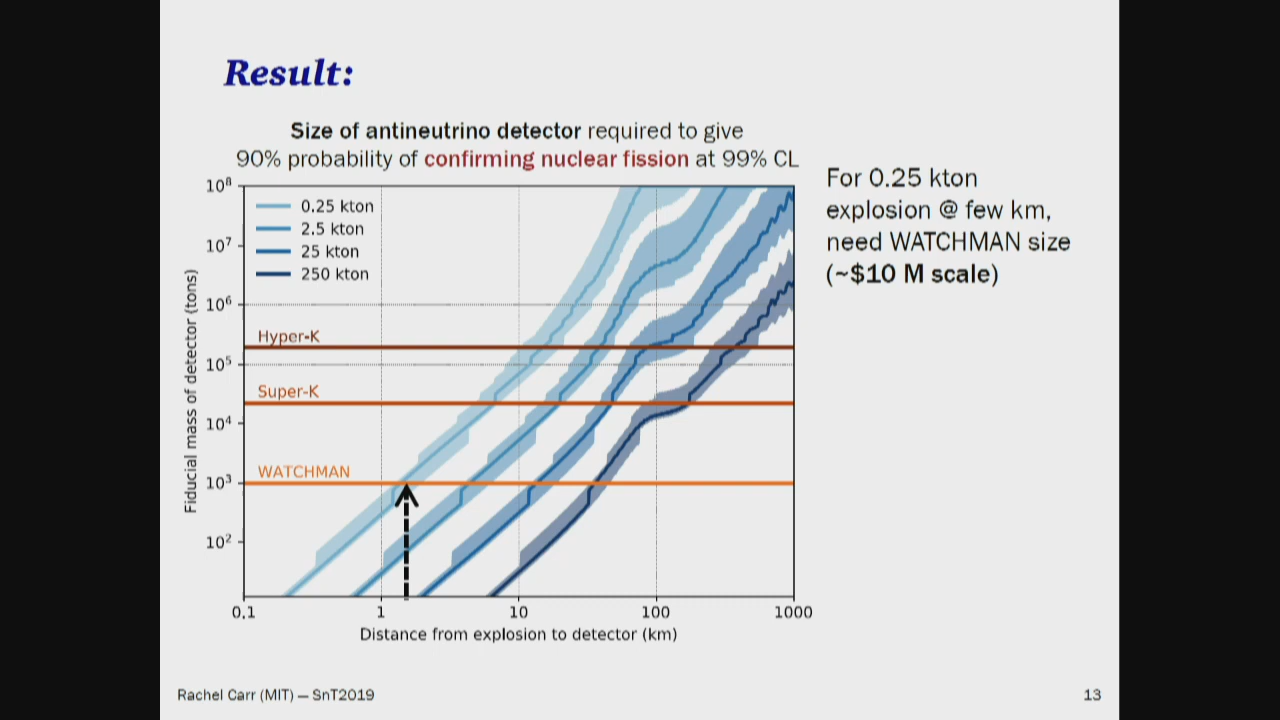 Result:
Size of antineutrino detector required to give
90% probability of confirming nuclear fission at 99% CL
For 0.25 kton
explosion @ few km,
need WATCHMAN size
(~$10 M scale)
10⁸
10⁷
10⁶
10⁵
10⁴
10³
10²
Fiducial mass of detector (tons)
0.25 kton
2.5 kton
25 kton
250 kton
Hyper-K
Super-K
WATCHMAN
0.1 1 10 100 1000
Distance from explosion to detector (km)
Rachel Carr (MIT) — SnT2019
13